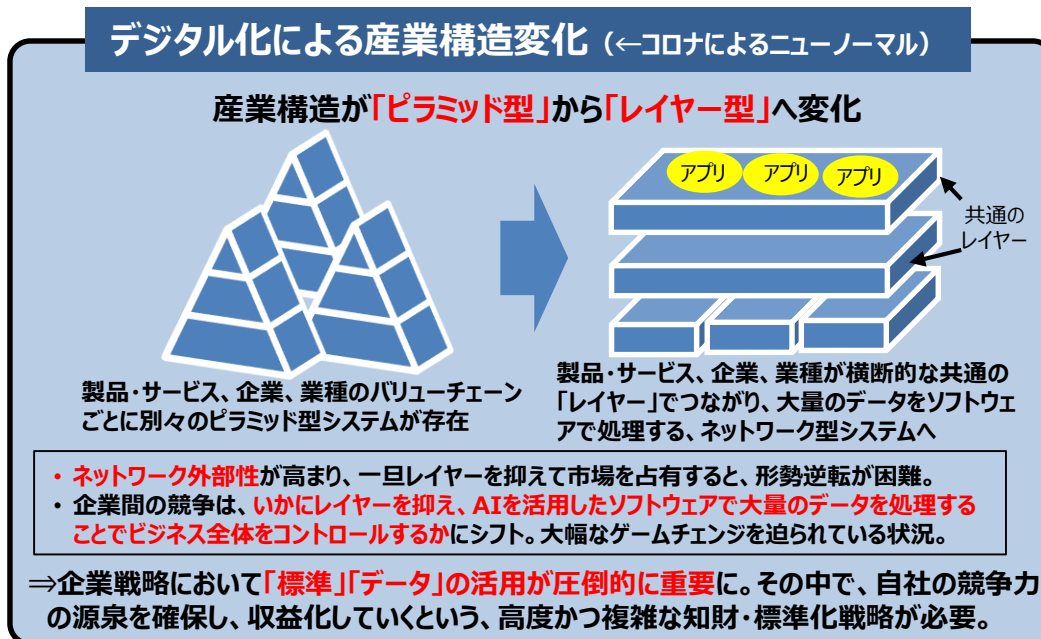 デジタル化による産業構造変化（←コロナによるニューノーマル）
産業構造が「ピラミッド型」から「レイヤー型」へ変化
アプリ アプリ アプリ
共通の
レイヤー
製品・サービス、企業、業種のバリューチェーン
ごとに別々のピラミッド型システムが存在
製品・サービス、企業、業種が横断的な共通の
「レイヤー」でつながり、大量のデータをソフトウェ
アで処理する、ネットワーク型システムへ
・ネットワーク外部性が高まり、一旦レイヤーを抑えて市場を占有すると、形勢逆転が困難。
・企業間の競争は、いかにレイヤーを抑え、AIを活用したソフトウェアで大量のデータを処理する
ことでビジネス全体をコントロールするかにシフト。大幅なゲームチェンジを迫られている状況。
⇒企業戦略において「標準」「データ」の活用が圧倒的に重要に。その中で、自社の競争力
の源泉を確保し、収益化していくという、高度かつ複雑な知財・標準化戦略が必要。